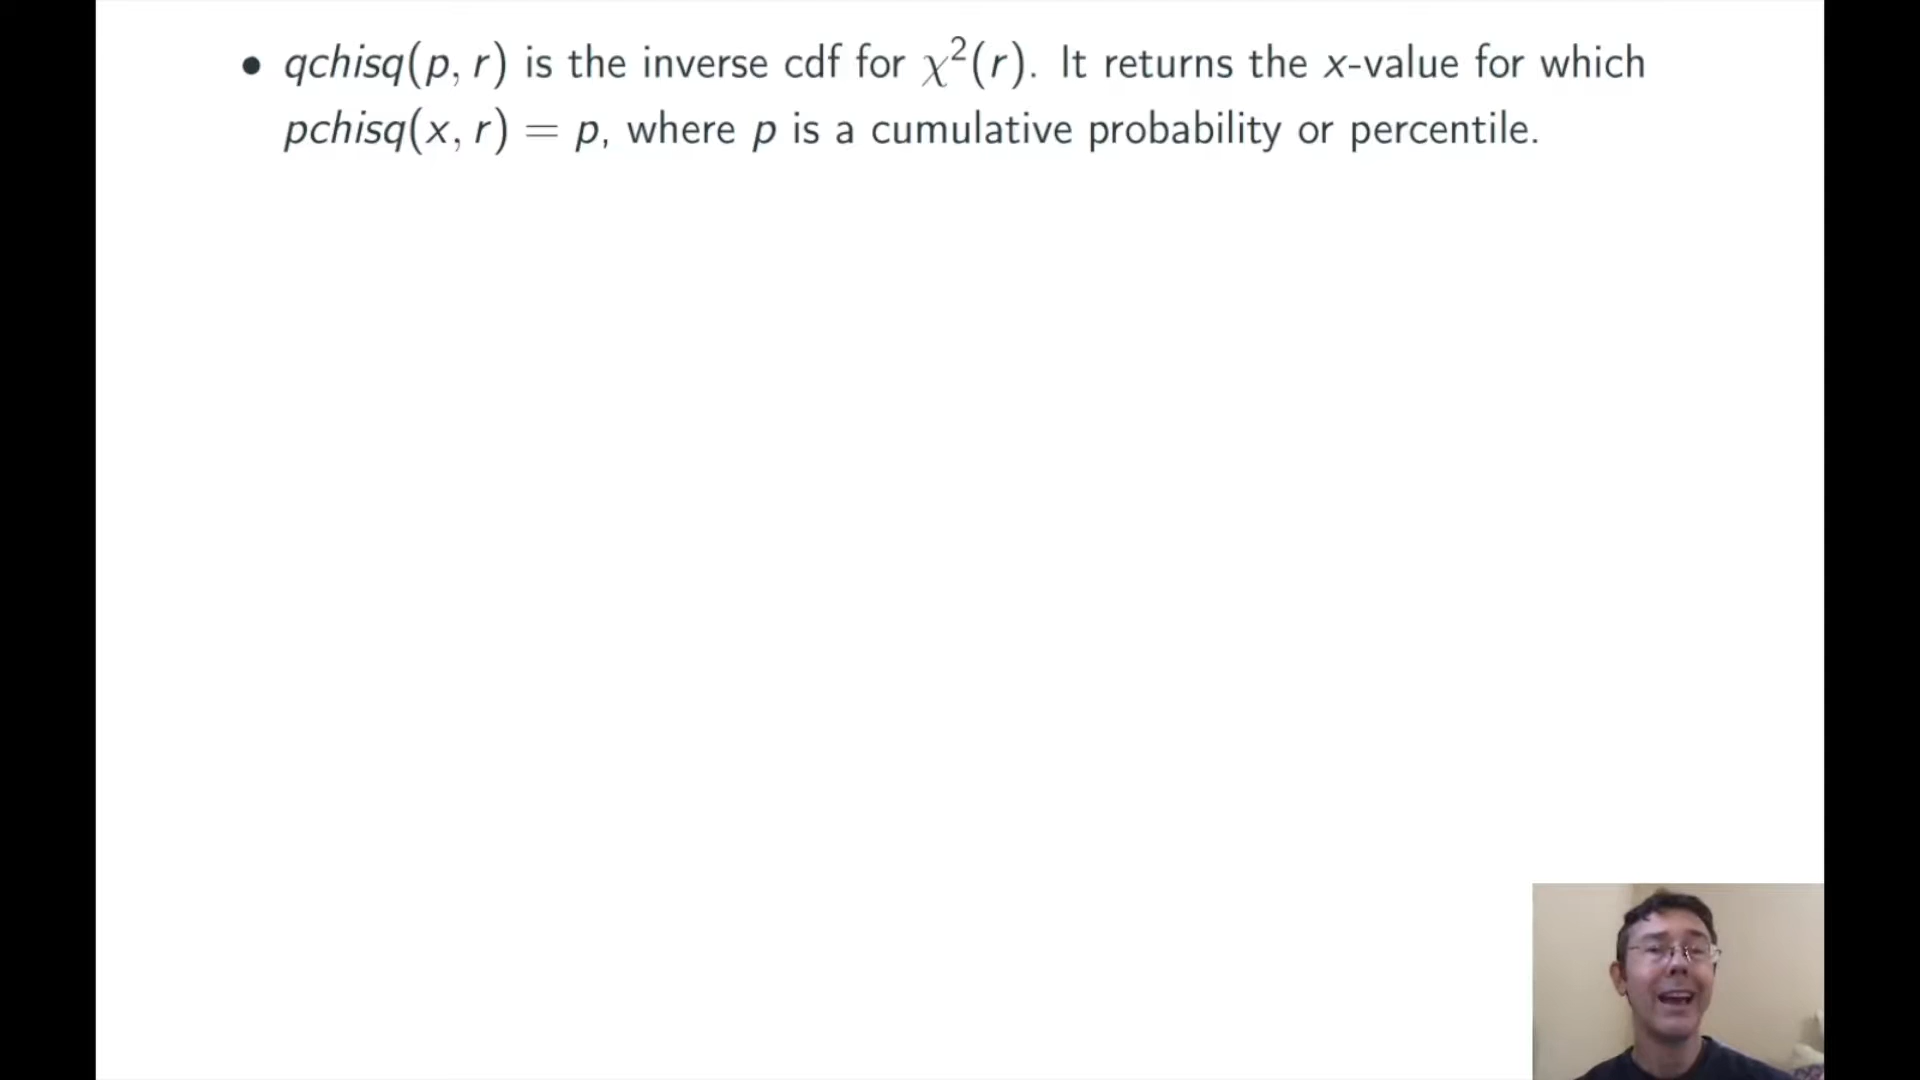 • qchisq(p, r) is the inverse cdf for χ²(r). It returns the x-value for which
pchisq(x, r) = p, where p is a cumulative probability or percentile.